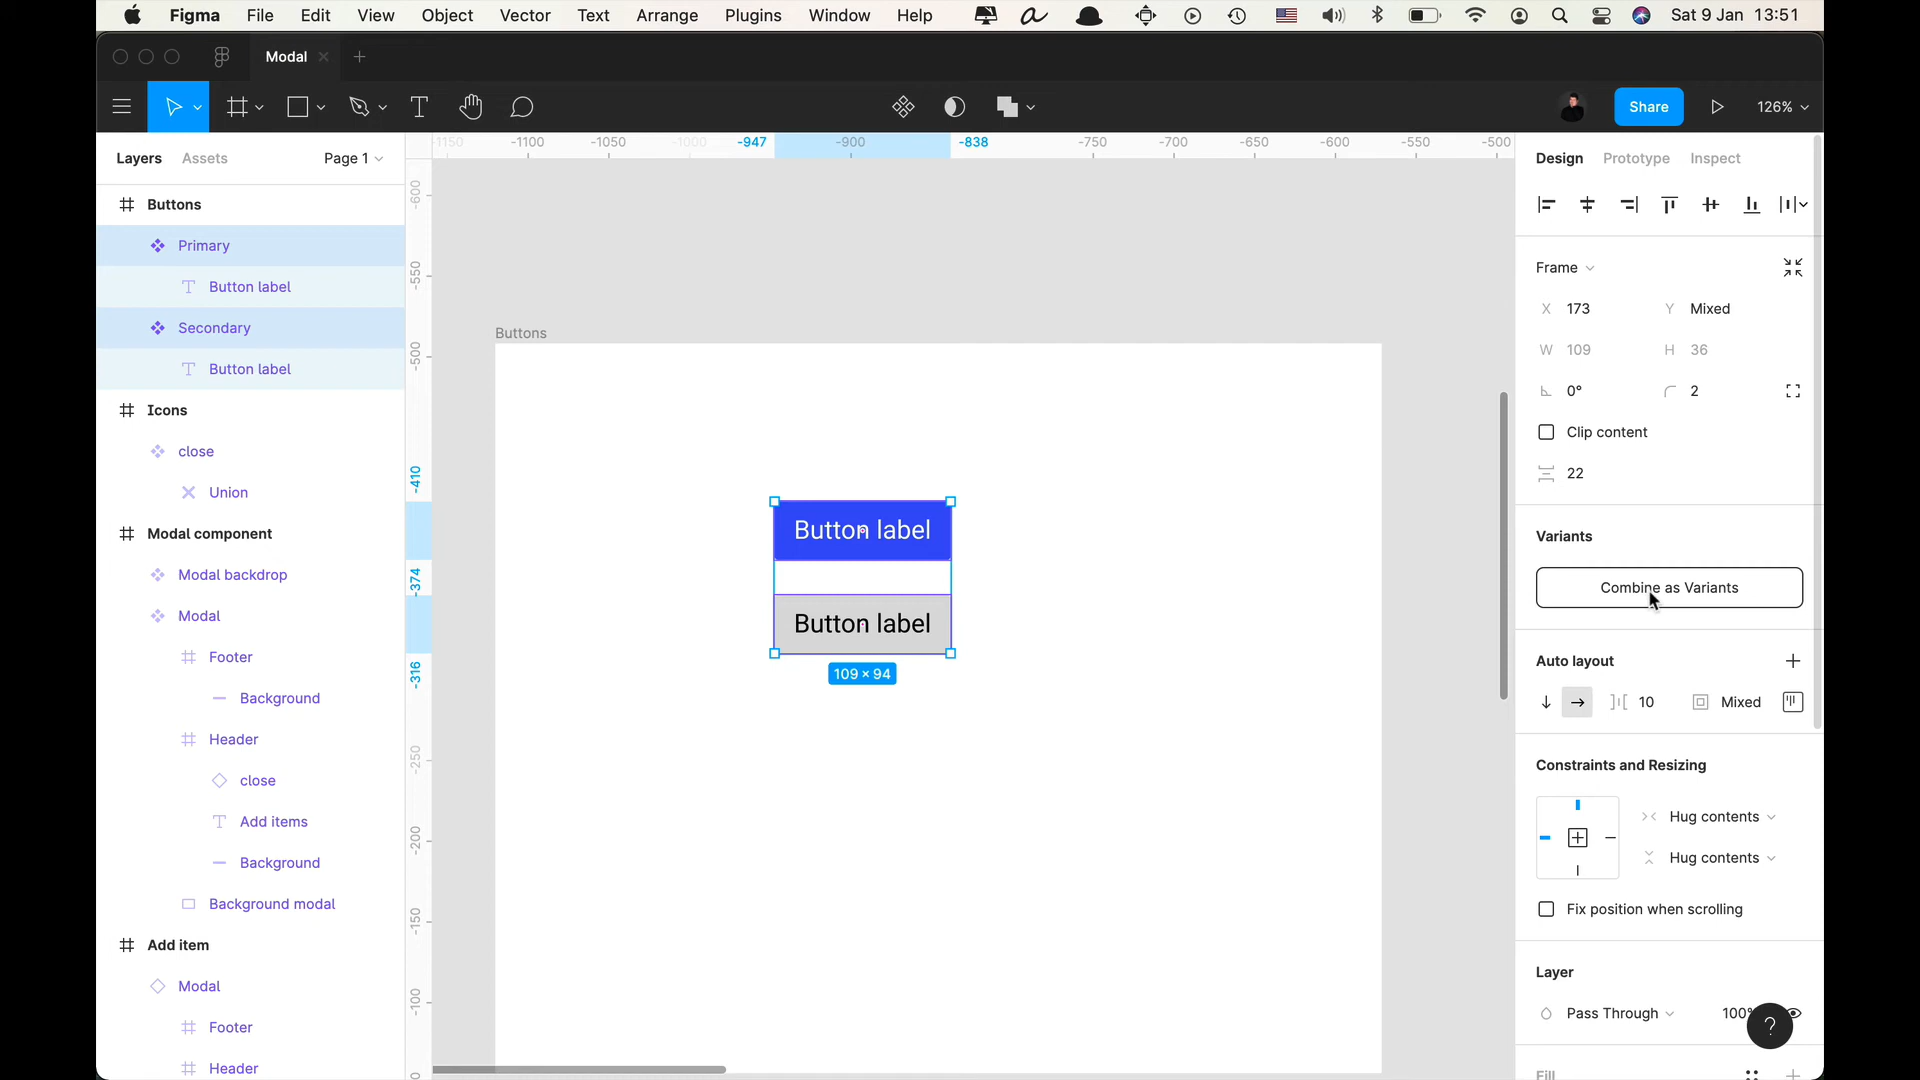 Figma File Edit View Object Vector Text Arrange Plugins Window Help Sat 9 Jan 13:51
Modal
Share 126%
Layers Assets Page 1
-1150 -1100 -1050 -1000 -947 -900 -838 -750 -700 -650 -600 -550 -500
Design Prototype Inspect
Buttons
Primary
Button label
Secondary
Button label
Icons
close
Union
Modal component
Modal backdrop
Modal
Footer
Background
Header
close
Add items
Background
Background modal
Add item
Modal
Footer
Header
-600
-550
-500
-410
-374
-316
-250
-200
-150
-100
0
Buttons
Button label
Button label
109 × 94
Frame
X 173 Y Mixed
W 109 H 36
0° 2
Clip content
22
Variants
Combine as Variants
Auto layout
10 Mixed
Constraints and Resizing
Hug contents
Hug contents
Fix position when scrolling
Layer
Pass Through 100%
?
Fill